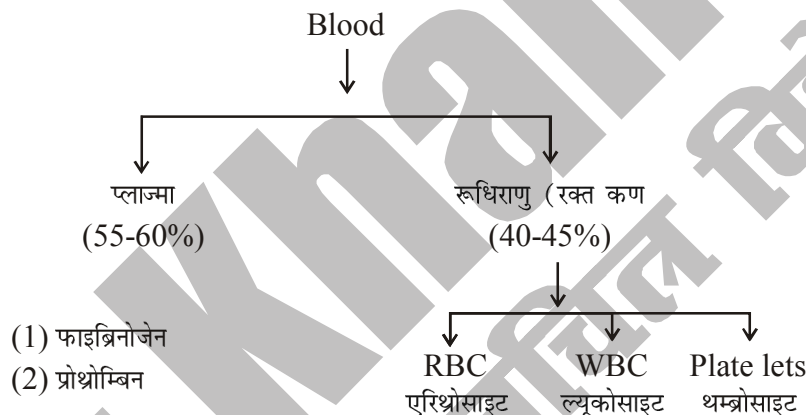 Blood
प्लाज्मा
रूधिराणु (रक्त कण
(55-60%)
(40-45%)
(1) फाइब्रिनोजेन
(2) प्रोथ्रोम्बिन
RBC
WBC
Plate lets
एरिथ्रोसाइट
ल्यूकोसाइट
थम्ब्रोसाइट
Khan